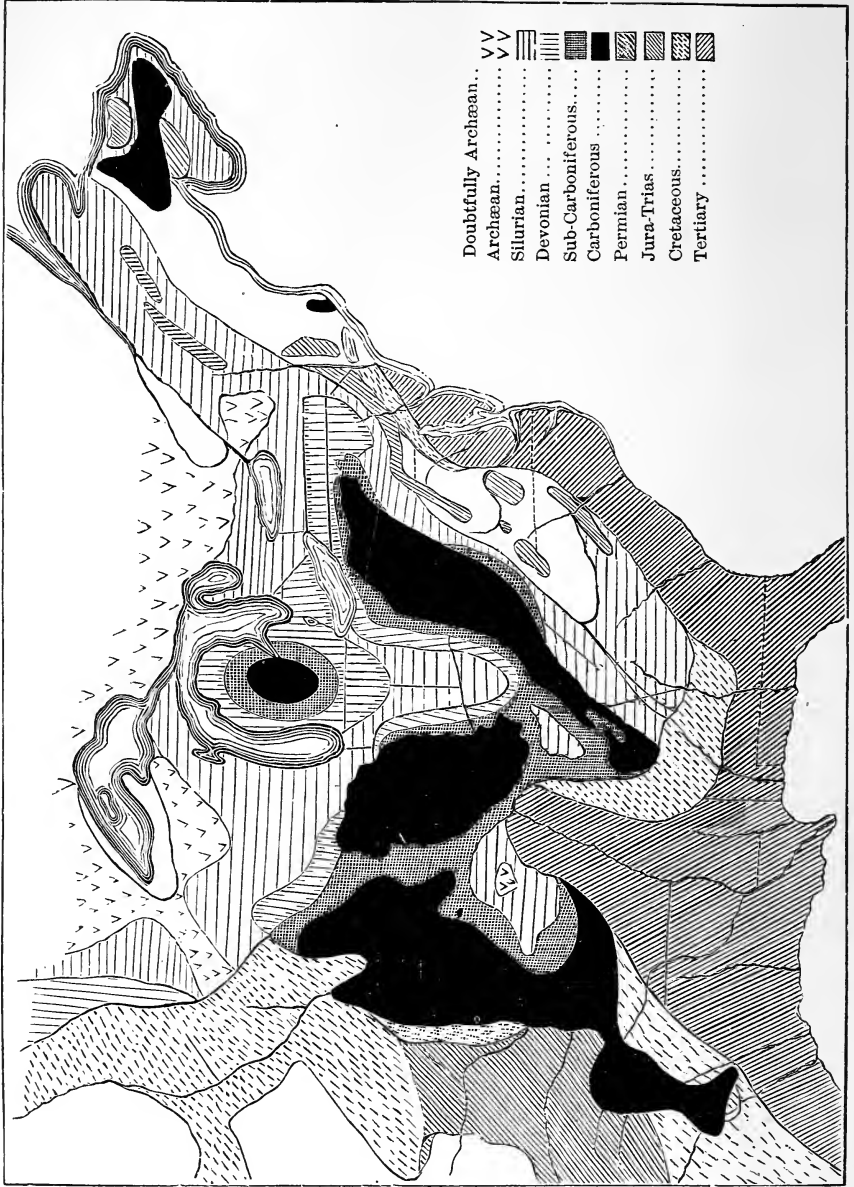 Doubtfully Archæan..
Archæan..........
Silurian..............
Devonian .............
Sub-Carboniferous....
Carboniferous ........
Permian..............
Jura-Trias............
Cretaceous...........
Tertiary ..............